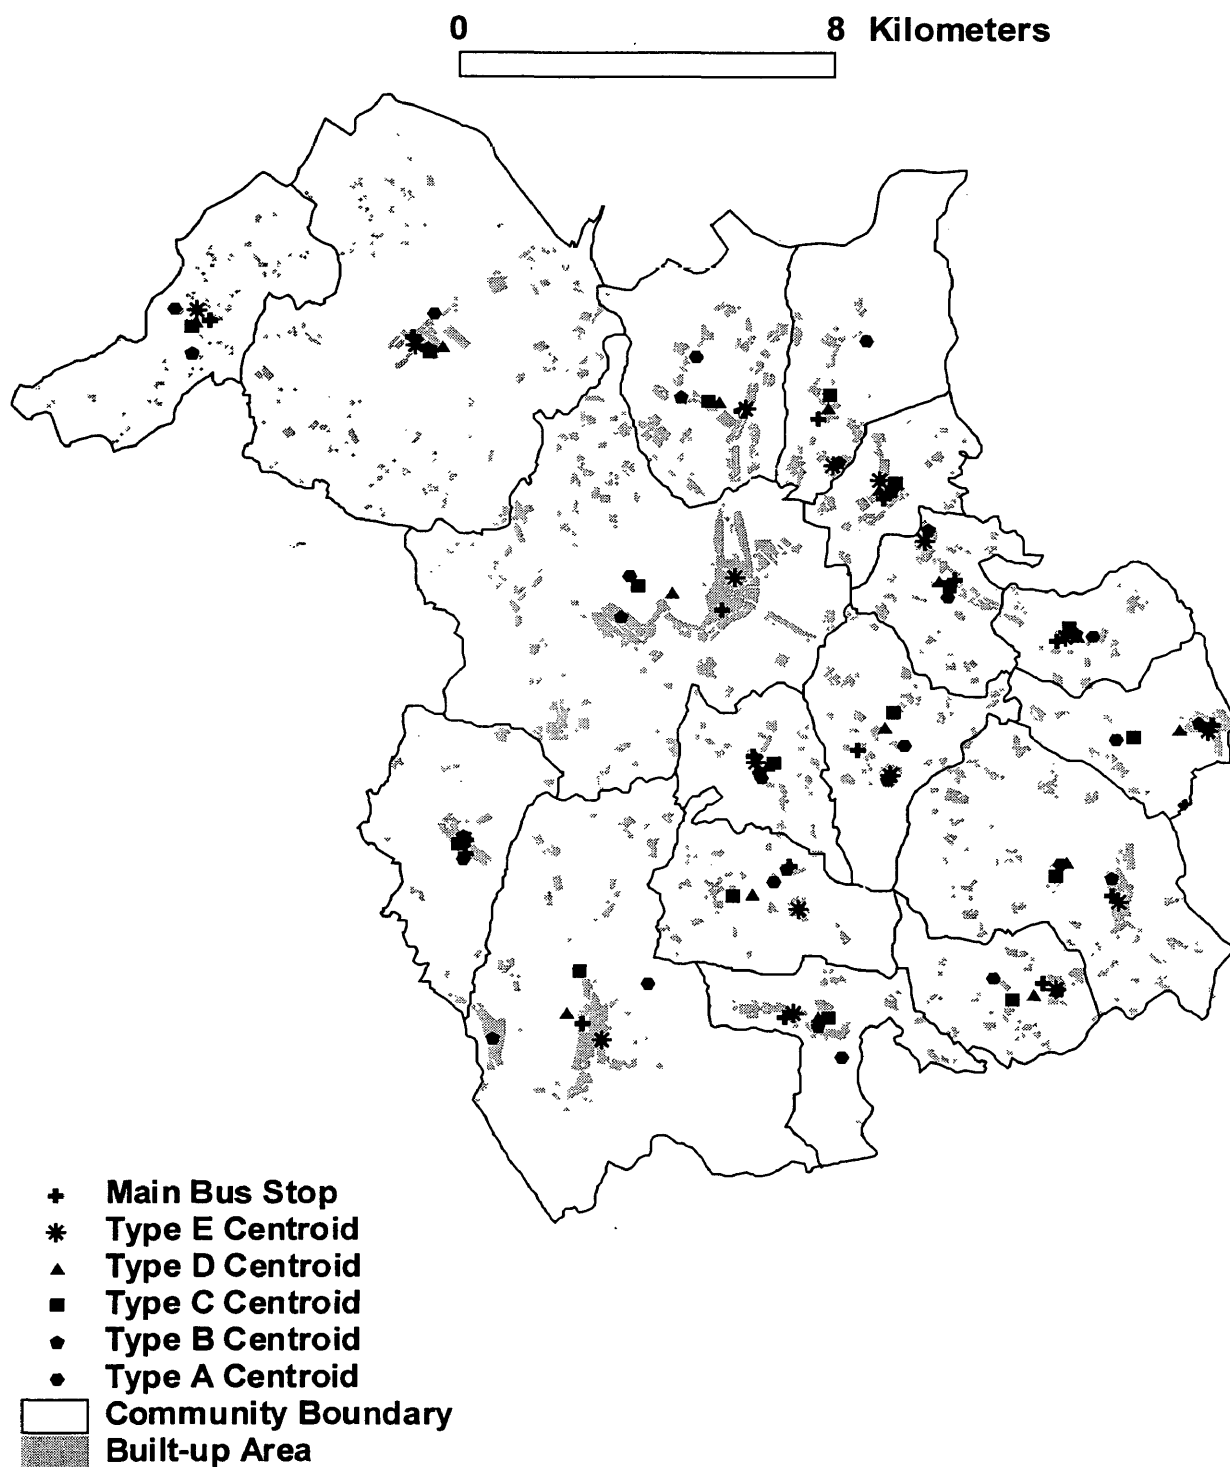 0 8 Kilometers
Main Bus Stop
Type E Centroid
Type D Centroid
Type C Centroid
Type B Centroid
Type A Centroid
Community Boundary
Built-up Area